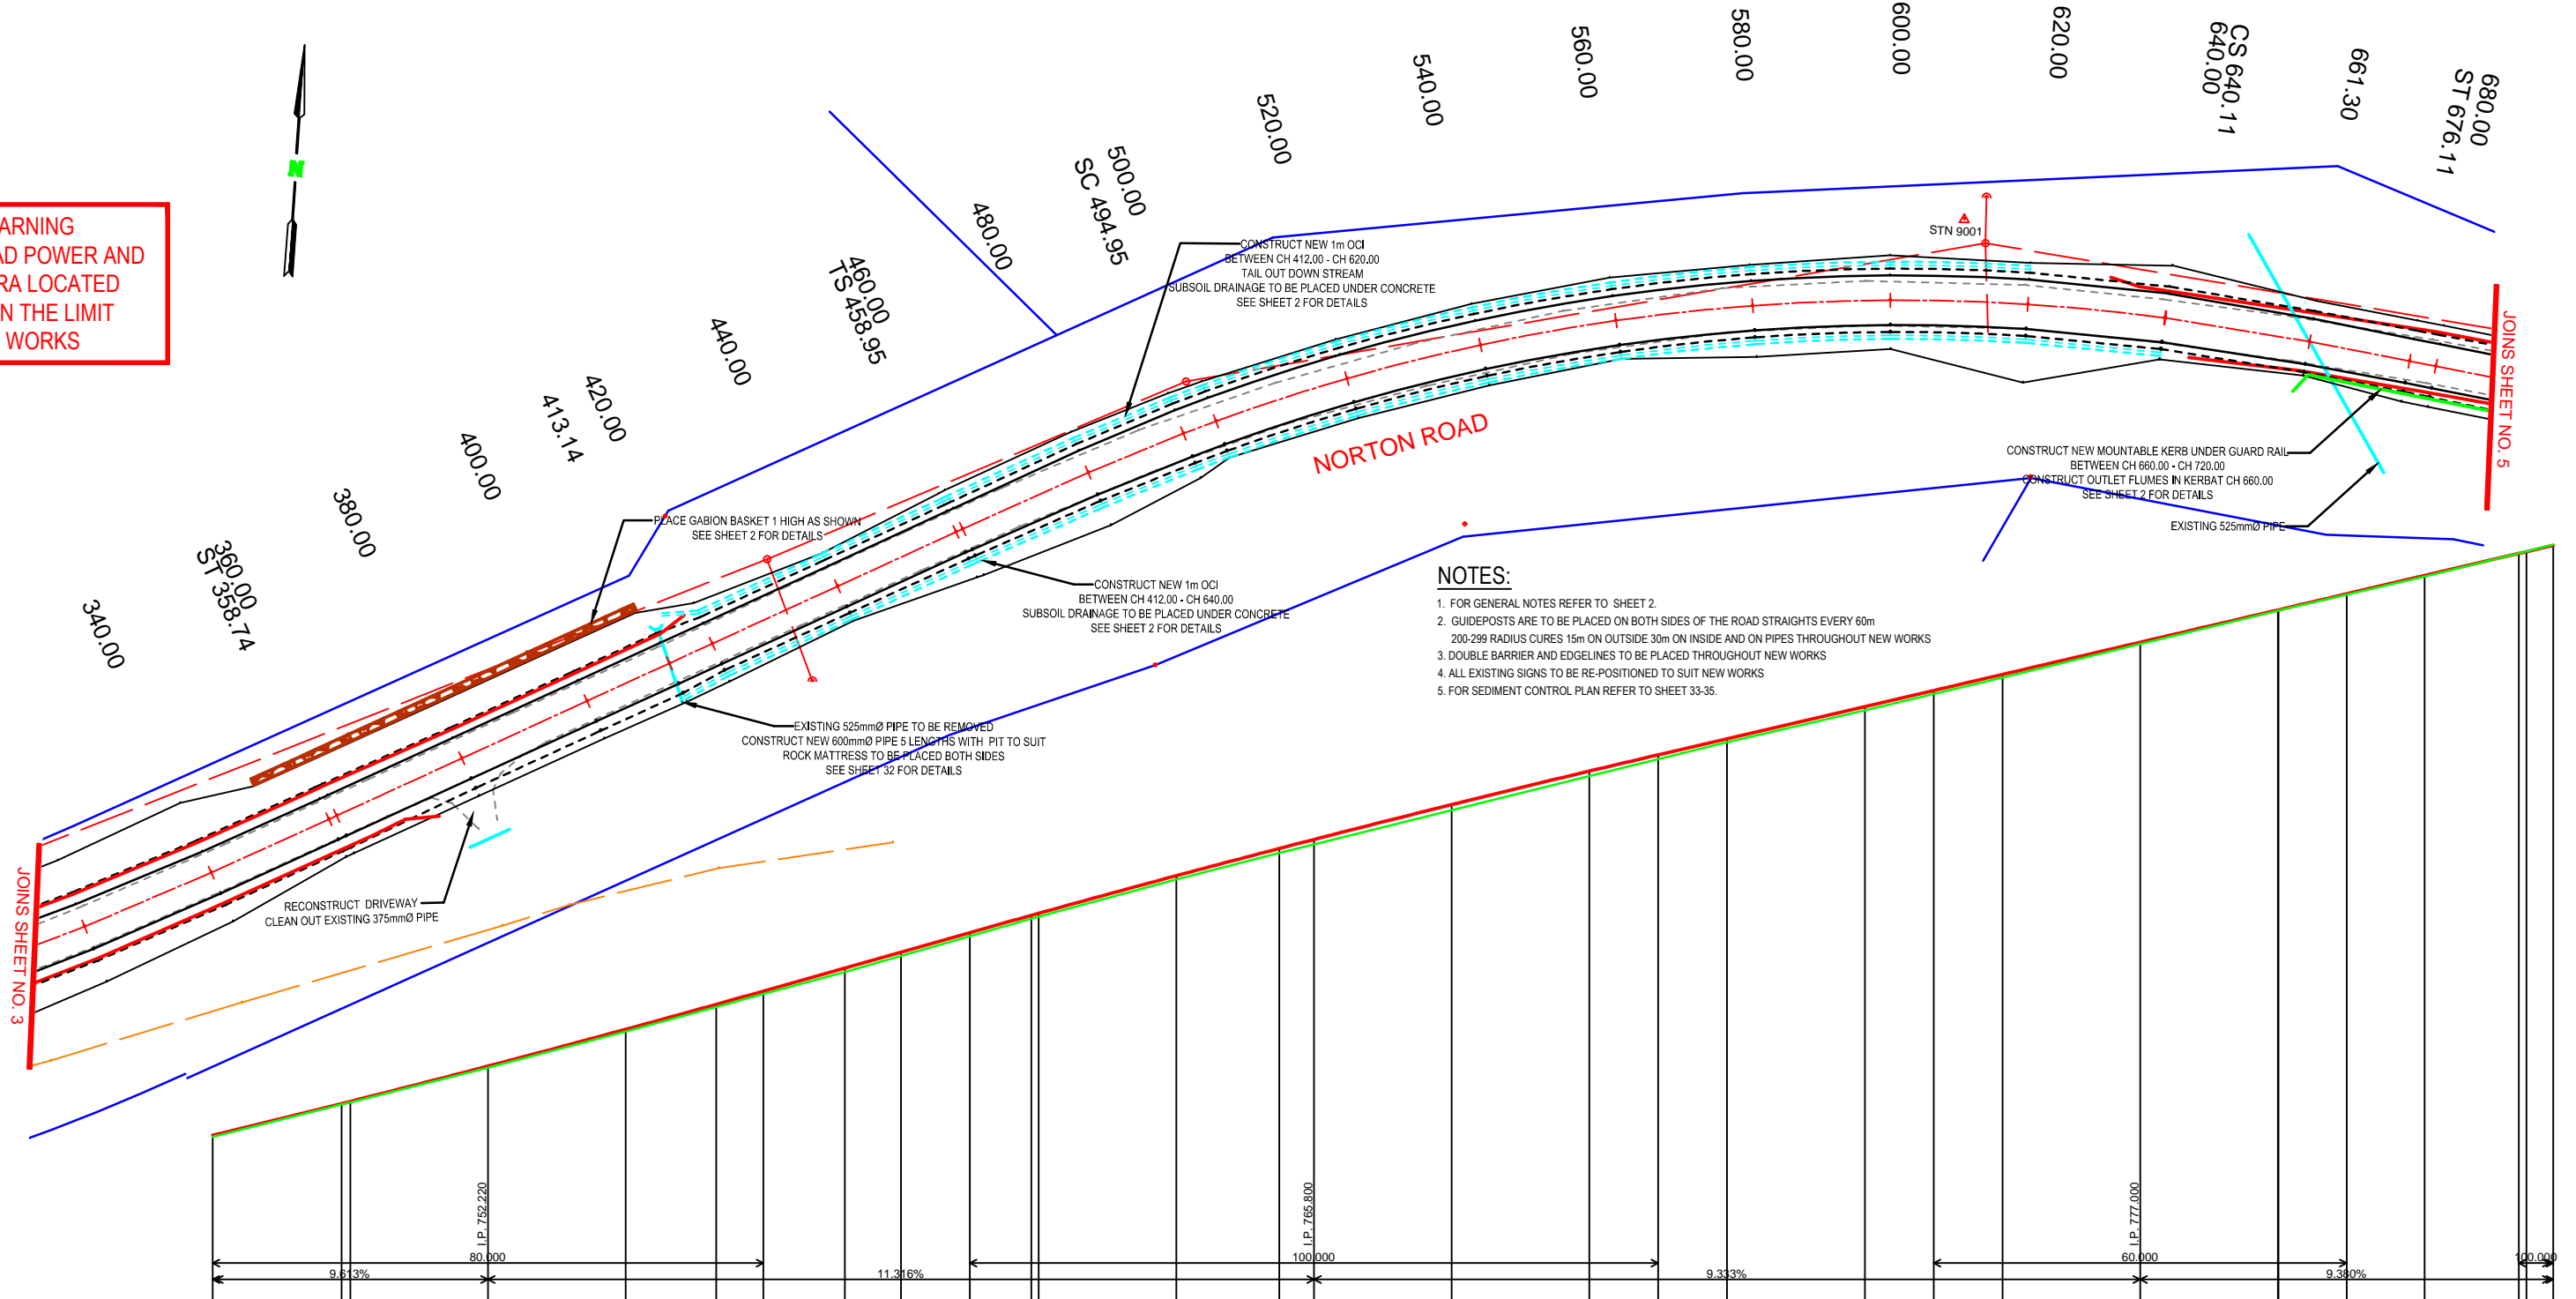 340.00
360.00
ST 358.74
380.00
400.00
413.14
420.00
440.00
460.00
TS 458.95
480.00
500.00
SC 494.95
520.00
540.00
560.00
580.00
600.00
620.00
CS 640.11
640.00
661.30
680.00
ST 676.11
N
AD POWER AND
RA LOCATED
N THE LIMIT
WORKS
CONSTRUCT NEW 1m OCI
BETWEEN CH 412.00 - CH 620.00
TAIL OUT DOWN STREAM
SUBSOIL DRAINAGE TO BE PLACED UNDER CONCRETE
SEE SHEET 2 FOR DETAILS
STN 9001
JOINS SHEET NO. 5
NORTON ROAD
CONSTRUCT NEW MOUNTABLE KERB UNDER GUARD RAIL
BETWEEN CH 660.00 - CH 720.00
CONSTRUCT OUTLET FLUMES IN KERBAT CH 660.00
SEE SHEET 2 FOR DETAILS
EXISTING 525mmØ PIPE
PLACE GABION BASKET 1 HIGH AS SHOWN
SEE SHEET 2 FOR DETAILS
CONSTRUCT NEW 1m OCI
BETWEEN CH 412.00 - CH 640.00
SUBSOIL DRAINAGE TO BE PLACED UNDER CONCRETE
SEE SHEET 2 FOR DETAILS
NOTES:
1. FOR GENERAL NOTES REFER TO SHEET 2.
2. GUIDEPOSTS ARE TO BE PLACED ON BOTH SIDES OF THE ROAD STRAIGHTS EVERY 60m
200-299 RADIUS CURES 15m ON OUTSIDE 30m ON INSIDE AND ON PIPES THROUGHOUT NEW WORKS
3. DOUBLE BARRIER AND EDGELINES TO BE PLACED THROUGHOUT NEW WORKS
4. ALL EXISTING SIGNS TO BE RE-POSITIONED TO SUIT NEW WORKS
5. FOR SEDIMENT CONTROL PLAN REFER TO SHEET 33-35.
EXISTING 525mmØ PIPE TO BE REMOVED
CONSTRUCT NEW 600mmØ PIPE 5 LENGTHS WITH PIT TO SUIT
ROCK MATTRESS TO BE PLACED BOTH SIDES
SEE SHEET 32 FOR DETAILS
RECONSTRUCT DRIVEWAY
CLEAN OUT EXISTING 375mmØ PIPE
JOINS SHEET NO. 3
I.P. 752.220
I.P. 765.800
I.P. 777.000
80.000
100.000
60.000
100.000
9.613%
11.316%
9.333%
9.380%